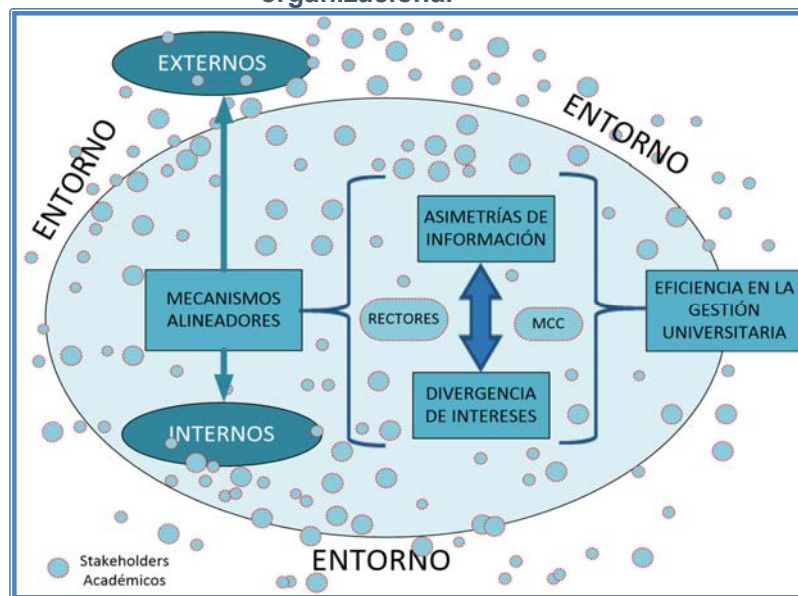 organizacional
EXTERNOS
ENTORNO
ENTORNO
ASIMETRÍAS DE
INFORMACIÓN
MECANISMOS
ALINEADORES
RECTORES
MCC
EFICIENCIA EN LA
GESTIÓN
UNIVERSITARIA
DIVERGENCIA
DE INTERESES
INTERNOS
ENTORNO
Stakeholders
Académicos